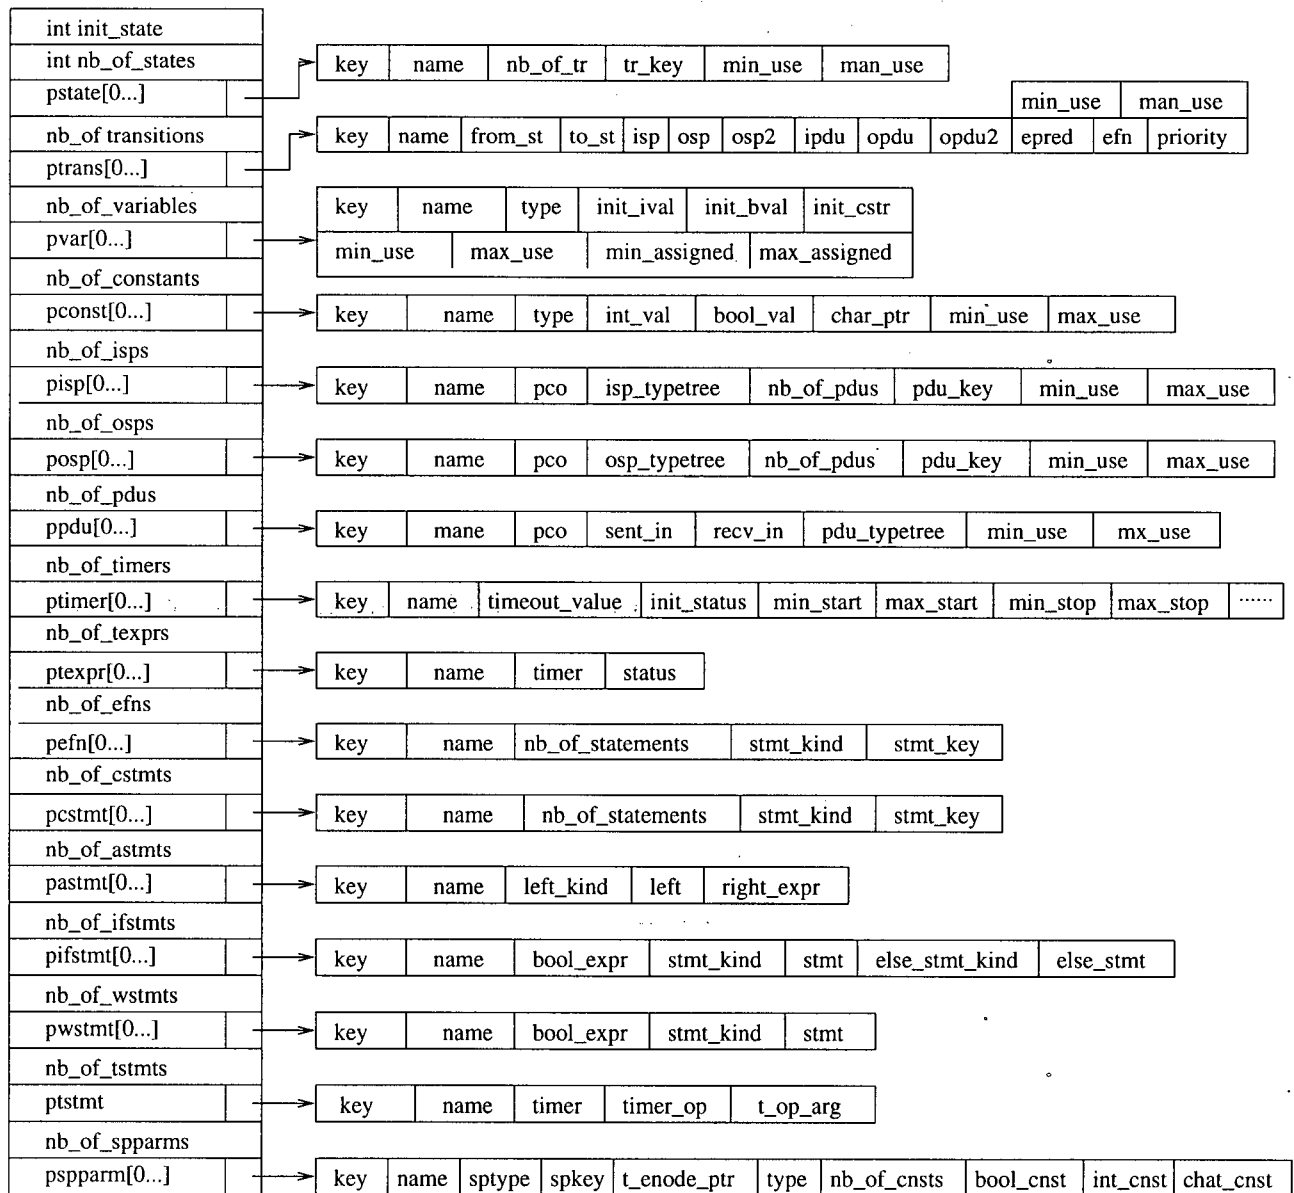 int init_state
int nb_of_states
key name nb_of_tr tr_key min_use man_use
pstate[0...]
min_use man_use
nb_of transitions
key name from_st to_st isp osp osp2 ipdu opdu opdu2 epred efn priority
ptrans[0...]
nb_of_variables
key name type init_ival init_bval init_cstr
pvar[0...]
min_use max_use min_assigned max_assigned
nb_of_constants
pconst[0...] key name type int_val bool_val char_ptr min_use max_use
nb_of_isps
pisp[0...] key name pco isp_typetree nb_of_pdus pdu_key min_use max_use
nb_of_osps
posp[0...] key name pco osp_typetree nb_of_pdus pdu_key min_use max_use
nb_of_pdus
ppdu[0...] key mane pco sent_in recv_in pdu_typetree min_use mx_use
nb_of_timers
ptimer[0...] key name timeout_value init_status min_start max_start min_stop max_stop ......
nb_of_texprs
ptexpr[0...] key name timer status
nb_of_efns
pefn[0...] key name nb_of_statements stmt_kind stmt_key
nb_of_cstmts
pcstmt[0...] key name nb_of_statements stmt_kind stmt_key
nb_of_astmts
pastmt[0...] key name left_kind left right_expr
nb_of_ifstmts
pifstmt[0...] key name bool_expr stmt_kind stmt else_stmt_kind else_stmt
nb_of_wstmts
pwstmt[0...] key name bool_expr stmt_kind stmt
nb_of_tstmts
ptstmt key name timer timer_op t_op_arg
nb_of_spparms
pspparm[0...] key name sptype spkey t_enode_ptr type nb_of_cnsts bool_cnst int_cnst chat_cnst